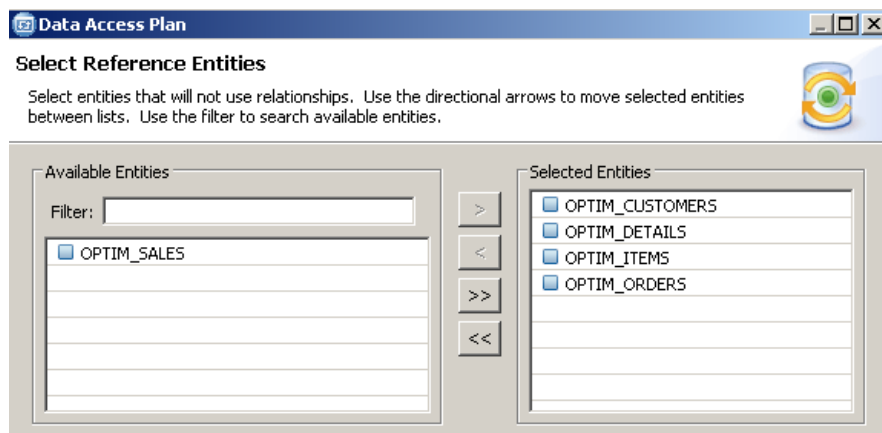 Data Access Plan
Select Reference Entities
Select entities that will not use relationships. Use the directional arrows to move selected entities
between lists. Use the filter to search available entities.
Available Entities
Filter:
OPTIM_SALES
>
<
>>
<<
Selected Entities
OPTIM_CUSTOMERS
OPTIM_DETAILS
OPTIM_ITEMS
OPTIM_ORDERS